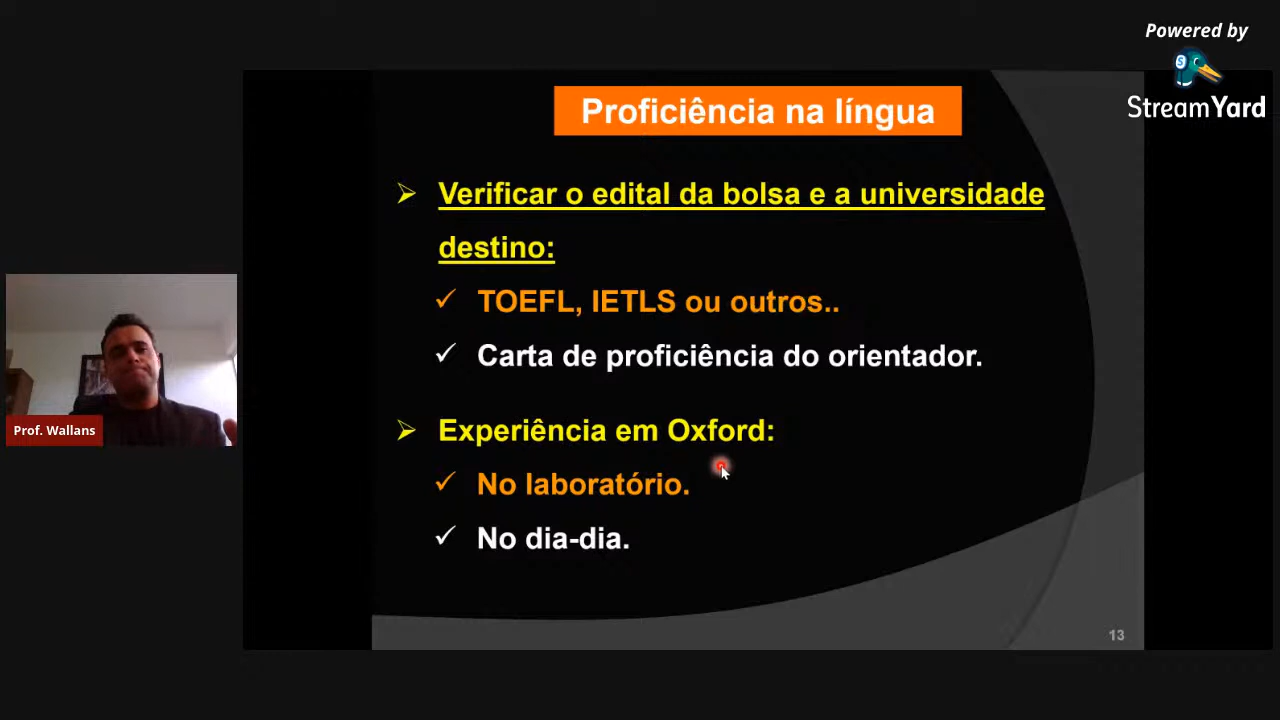 Powered by
StreamYard
Proficiência na língua
Verificar o edital da bolsa e a universidade
destino:
TOEFL, IETLS ou outros..
Carta de proficiência do orientador.
Experiência em Oxford:
No laboratório.
No dia-dia.
Prof. Wallans
13